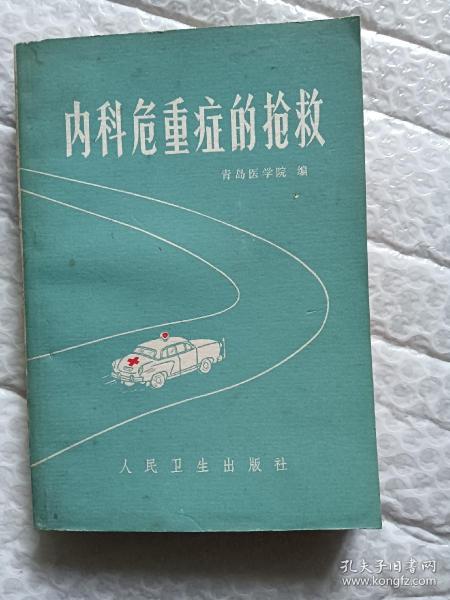 内科危重症的抢救
青岛医学院 编
人民卫生出版社
孔夫子旧书网
www.kongfz.com